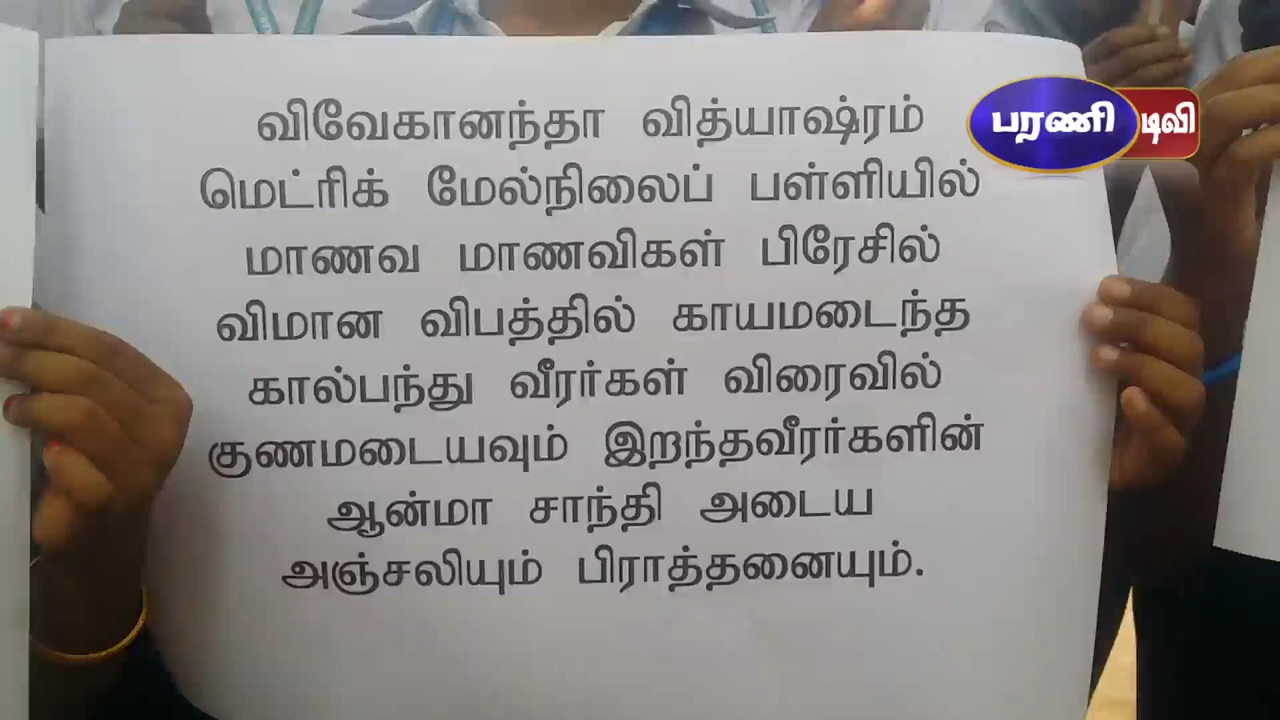 விவேகானந்தா வித்யாஷ்ரம்
மெட்ரிக் மேல்நிலைப் பள்ளியில்
மாணவ மாணவிகள் பிரேசில்
விமான விபத்தில் காயமடைந்த
கால்பந்து வீரர்கள் விரைவில்
குணமடையவும் இறந்தவீரர்களின்
ஆன்மா சாந்தி அடைய
அஞ்சலியும் பிராத்தனையும்.
பரணி டிவி